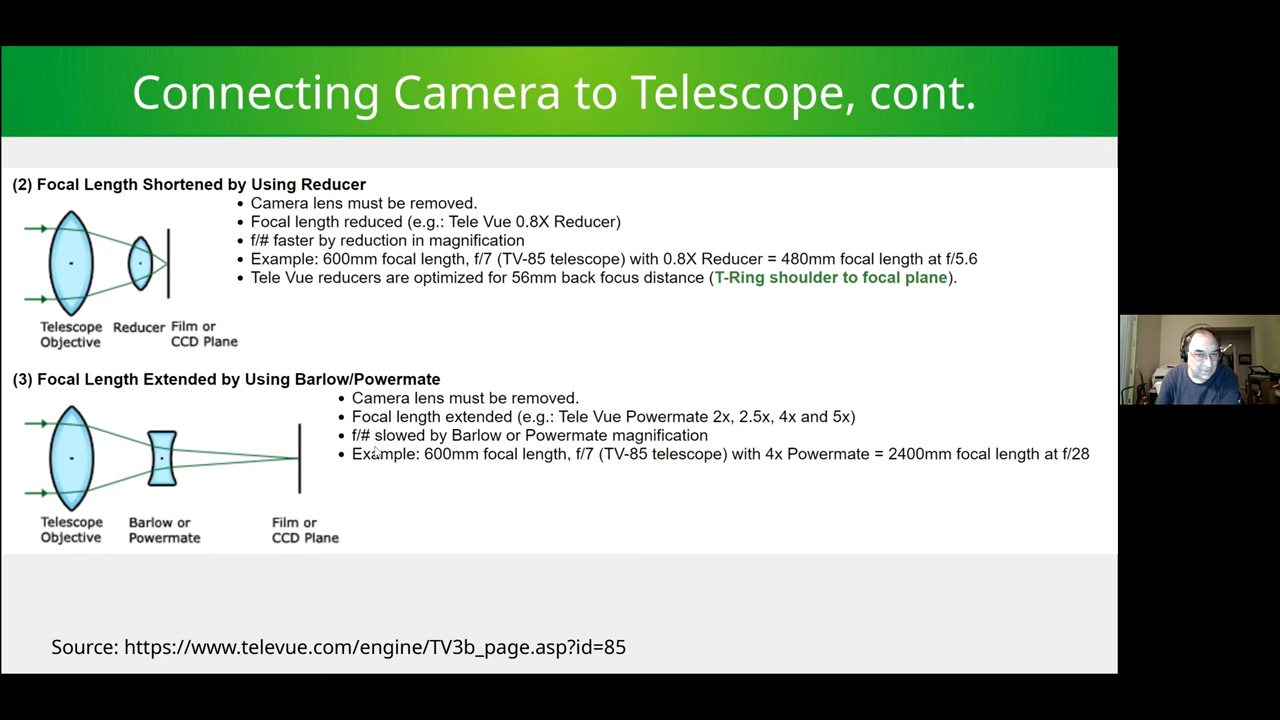 Connecting Camera to Telescope, cont.
(2) Focal Length Shortened by Using Reducer
• Camera lens must be removed.
• Focal length reduced (e.g.: Tele Vue 0.8X Reducer)
• f/# faster by reduction in magnification
• Example: 600mm focal length, f/7 (TV-85 telescope) with 0.8X Reducer = 480mm focal length at f/5.6
• Tele Vue reducers are optimized for 56mm back focus distance (T-Ring shoulder to focal plane).
Telescope Objective
Reducer
Film or CCD Plane
(3) Focal Length Extended by Using Barlow/Powermate
• Camera lens must be removed.
• Focal length extended (e.g.: Tele Vue Powermate 2x, 2.5x, 4x and 5x)
• f/# slowed by Barlow or Powermate magnification
• Example: 600mm focal length, f/7 (TV-85 telescope) with 4x Powermate = 2400mm focal length at f/28
Telescope Objective
Barlow or Powermate
Film or CCD Plane
Source: https://www.televue.com/engine/TV3b_page.asp?id=85